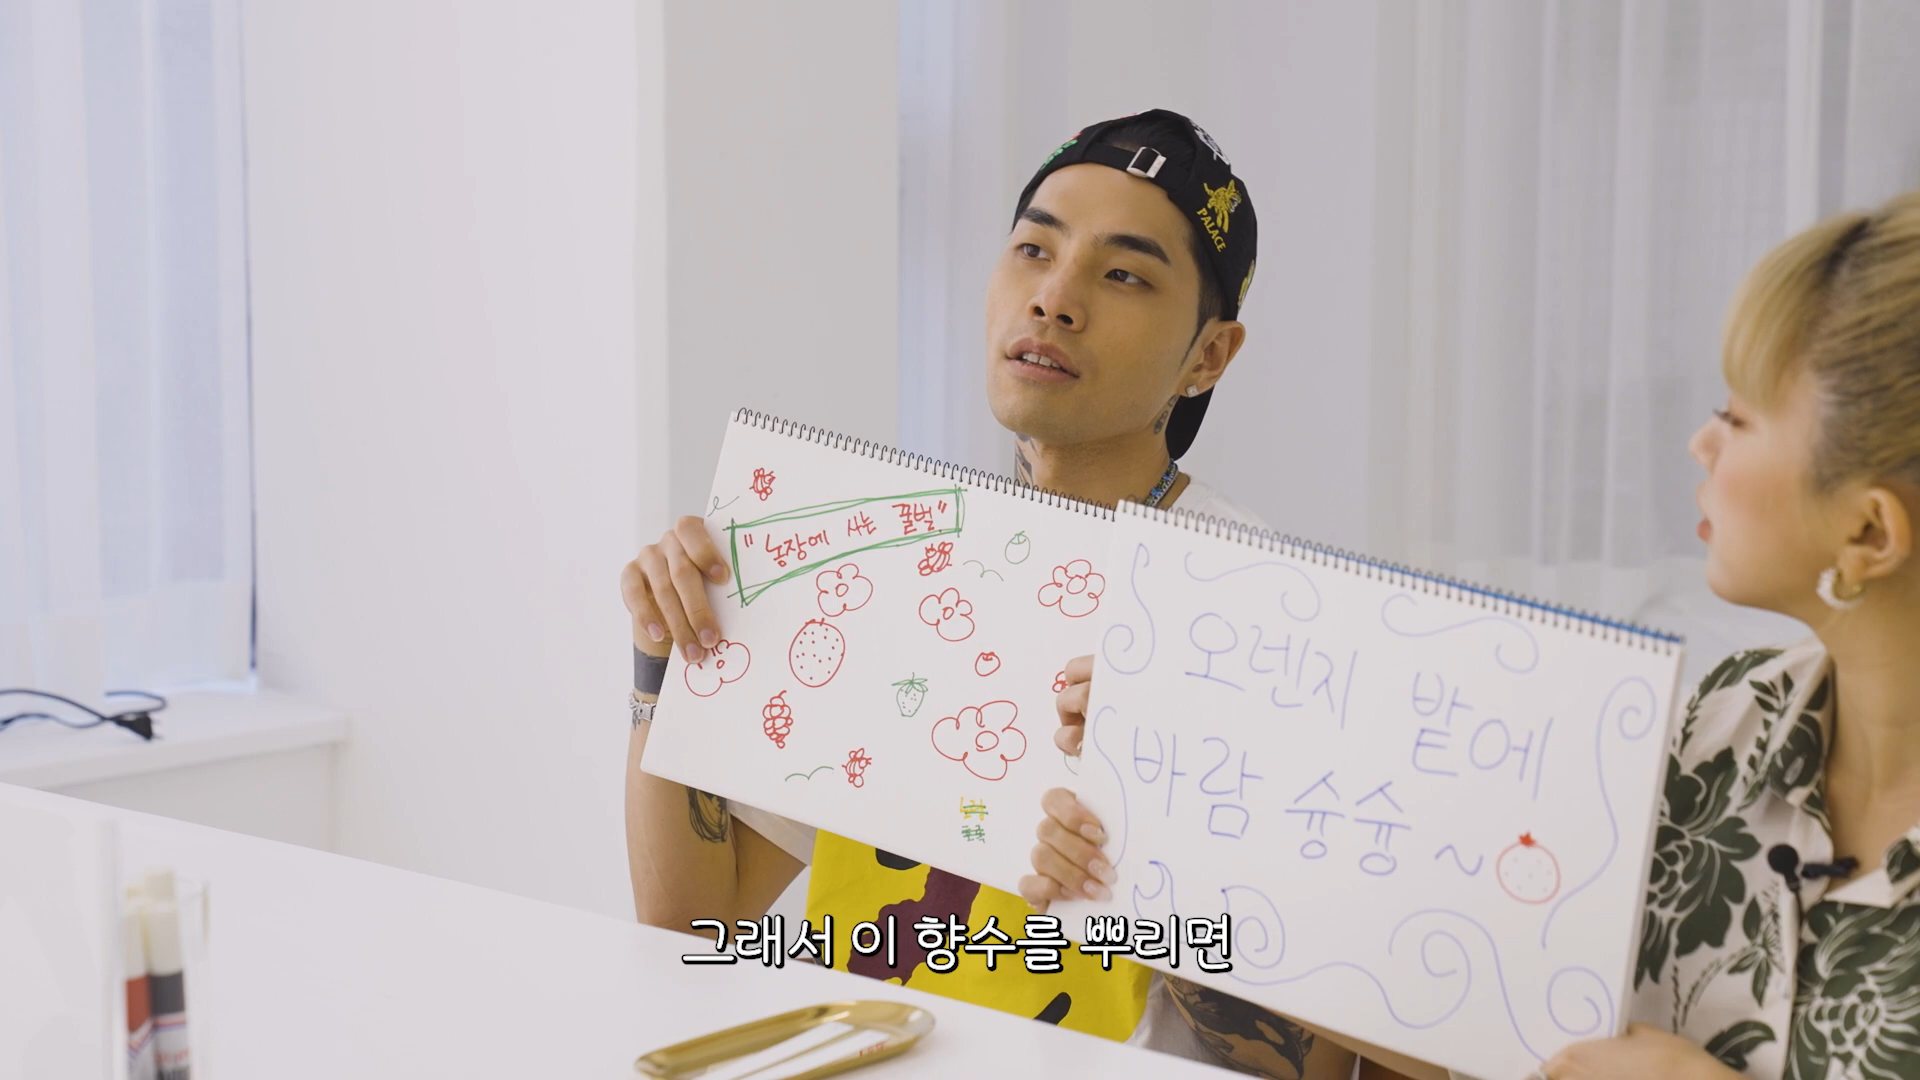 PALACE
"농장에 사는 꿀벌"
오렌지 밭에
바람 슝슝~
그래서 이 향수를 뿌리면